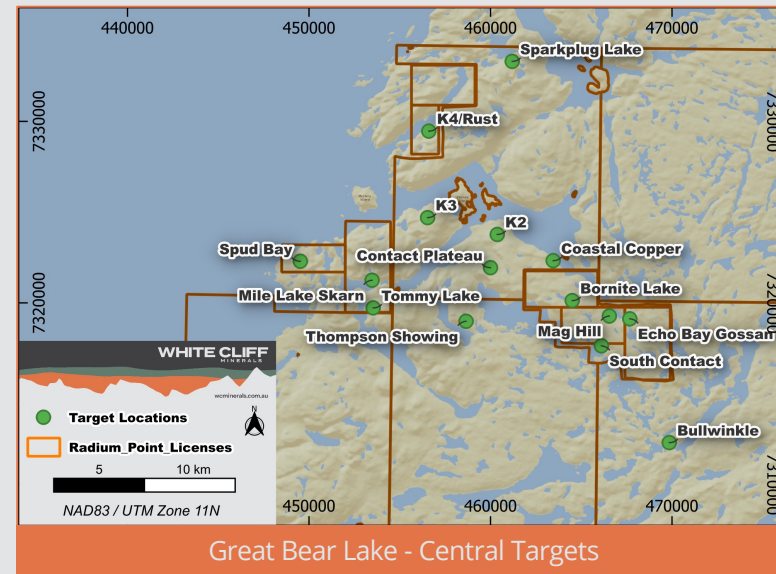 440000
450000
460000
470000
Sparkplug Lake
7330000
7330000
K4/Rust
K3
K2
Spud Bay
Contact Plateau
Coastal Copper
Bornite Lake
Mile Lake Skarn
Tommy Lake
7320000
7320000
Thompson Showing
Mag Hill
Echo Bay Gossan
South Contact
WHITE CLIFF
MINERALS
wcminerals.com.au
Target Locations
N
Radium_Point_Licenses
Bullwinkle
5
10 km
NAD83 / UTM Zone 11N
7310000
450000
460000
470000
Great Bear Lake - Central Targets